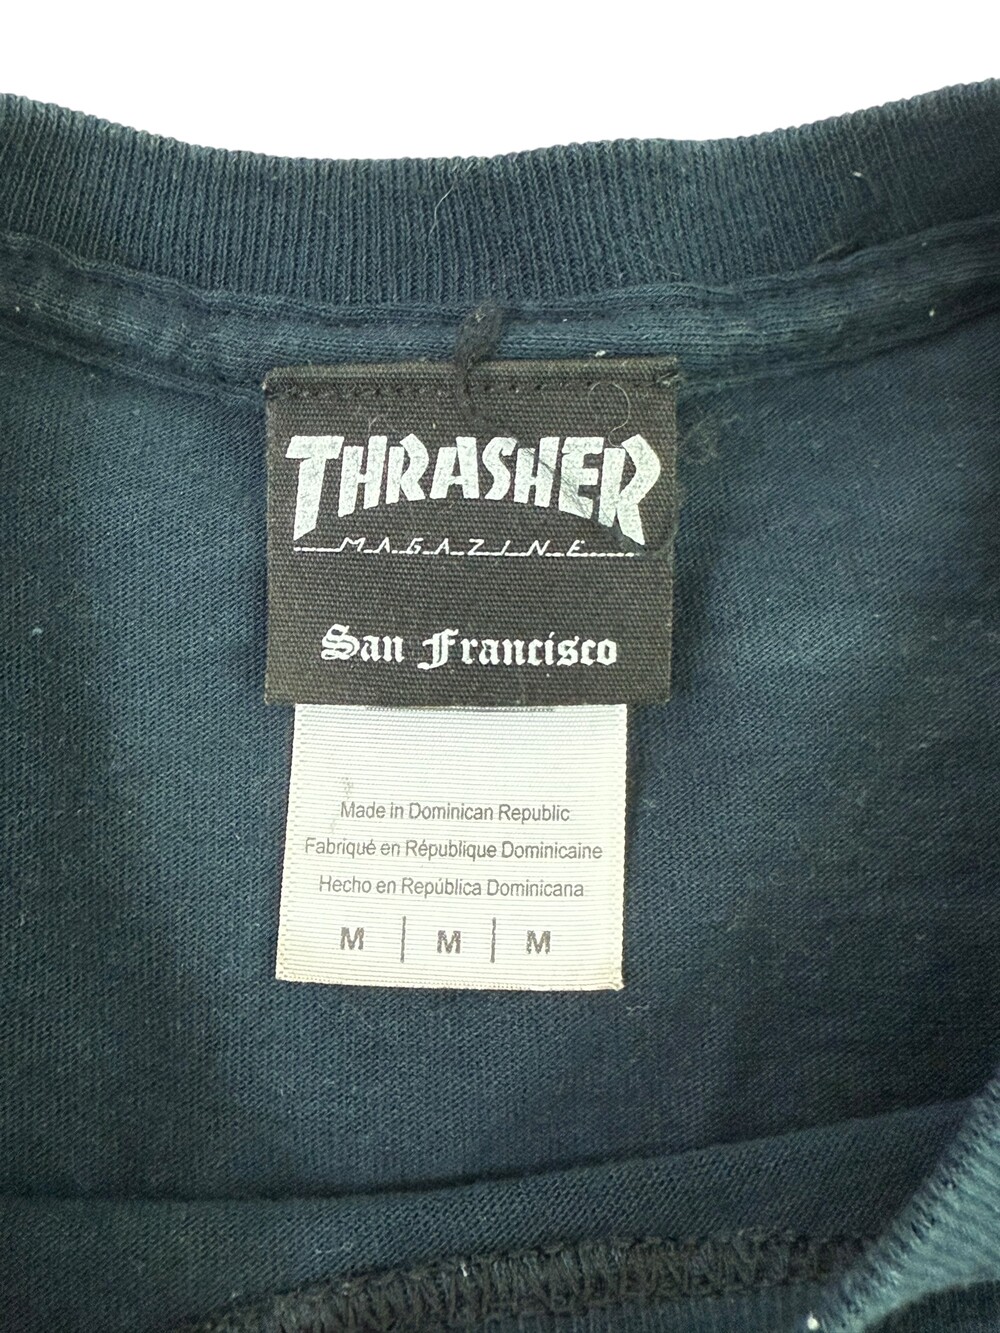 THRASHER
MAGAZINE
San Francisco
Made in Dominican Republic
Fabriqué en République Dominicaine
Hecho en República Dominicana
M | M | M